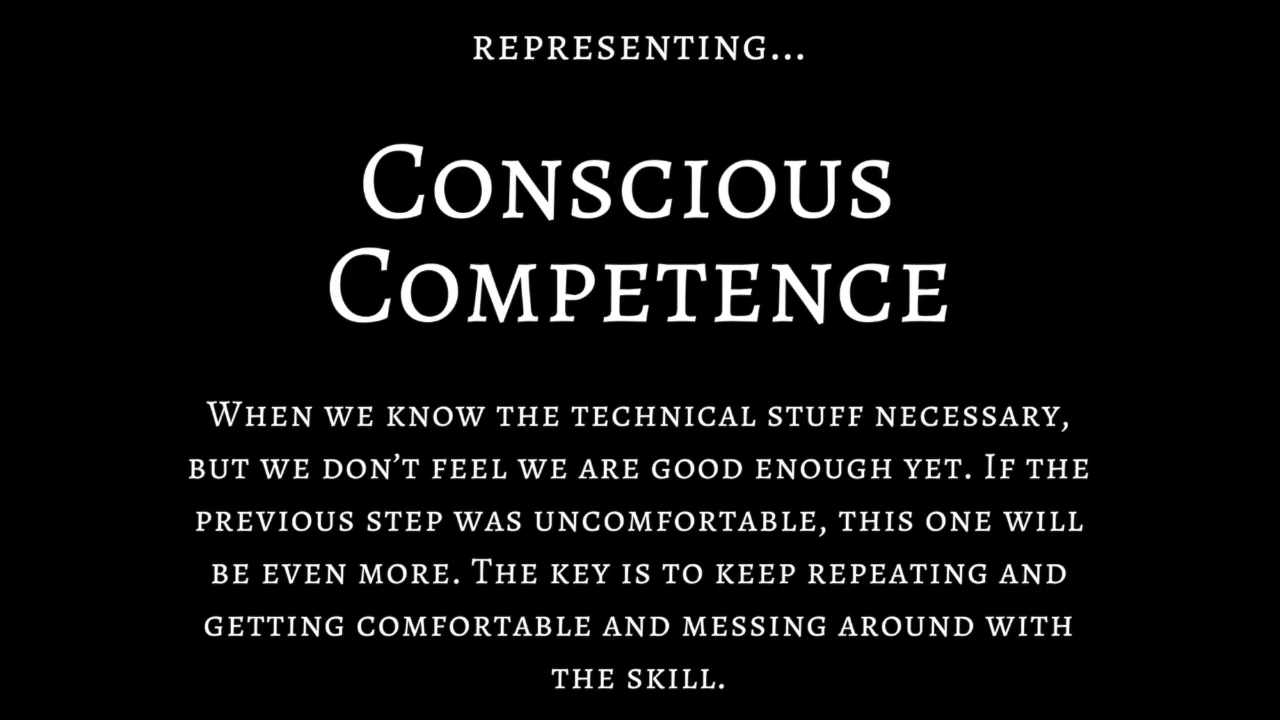 REPRESENTING...
CONSCIOUS
COMPETENCE
WHEN WE KNOW THE TECHNICAL STUFF NECESSARY,
BUT WE DON’T FEEL WE ARE GOOD ENOUGH YET. IF THE
PREVIOUS STEP WAS UNCOMFORTABLE, THIS ONE WILL
BE EVEN MORE. THE KEY IS TO KEEP REPEATING AND
GETTING COMFORTABLE AND MESSING AROUND WITH
THE SKILL.